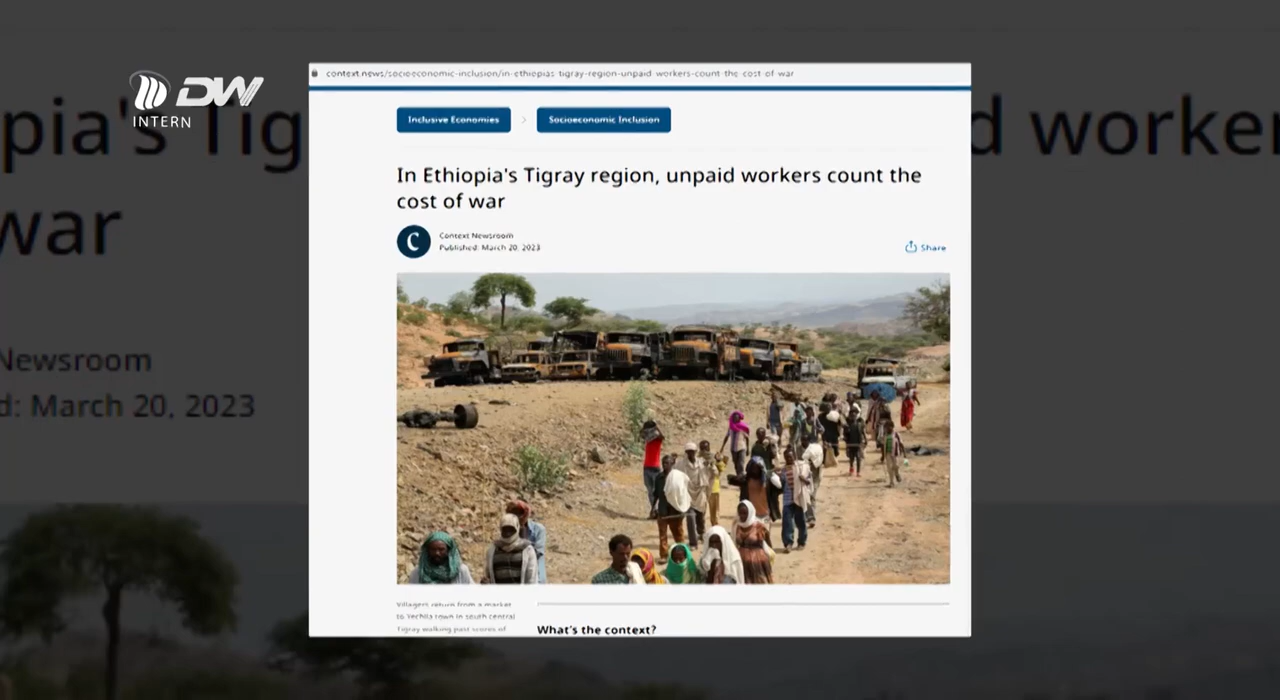 DW
INTERN
context.news/socioeconomic-inclusion/in-ethiopias-tigray-region-unpaid-workers-count-the-cost-of-war
Inclusive Economies > Socioeconomic Inclusion
In Ethiopia's Tigray region, unpaid workers count the
cost of war
Context Newsroom
Published: March 20, 2023
Share
Villagers return from a market
to Yechila town in south central
Tigray walking past scores of
What's the context?
pia's Tig
d worker
war
Newsroom
d: March 20, 2023